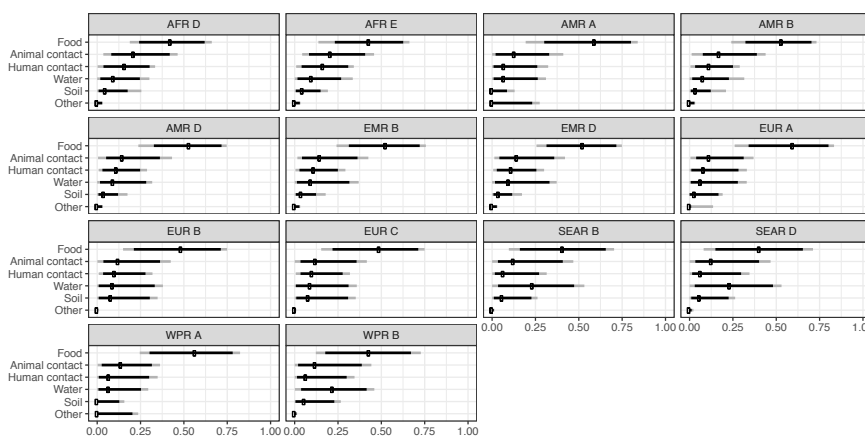 AFR D AFR E AMR A AMR B
Food
Animal contact
Human contact
Water
Soil
Other
AMR D EMR B EMR D EUR A
Food
Animal contact
Human contact
Water
Soil
Other
EUR B EUR C SEAR B SEAR D
Food
Animal contact
Human contact
Water
Soil
Other
0.00 0.25 0.50 0.75 1.00 0.00 0.25 0.50 0.75 1.00
WPR A WPR B
Food
Animal contact
Human contact
Water
Soil
Other
0.00 0.25 0.50 0.75 1.00 0.00 0.25 0.50 0.75 1.00